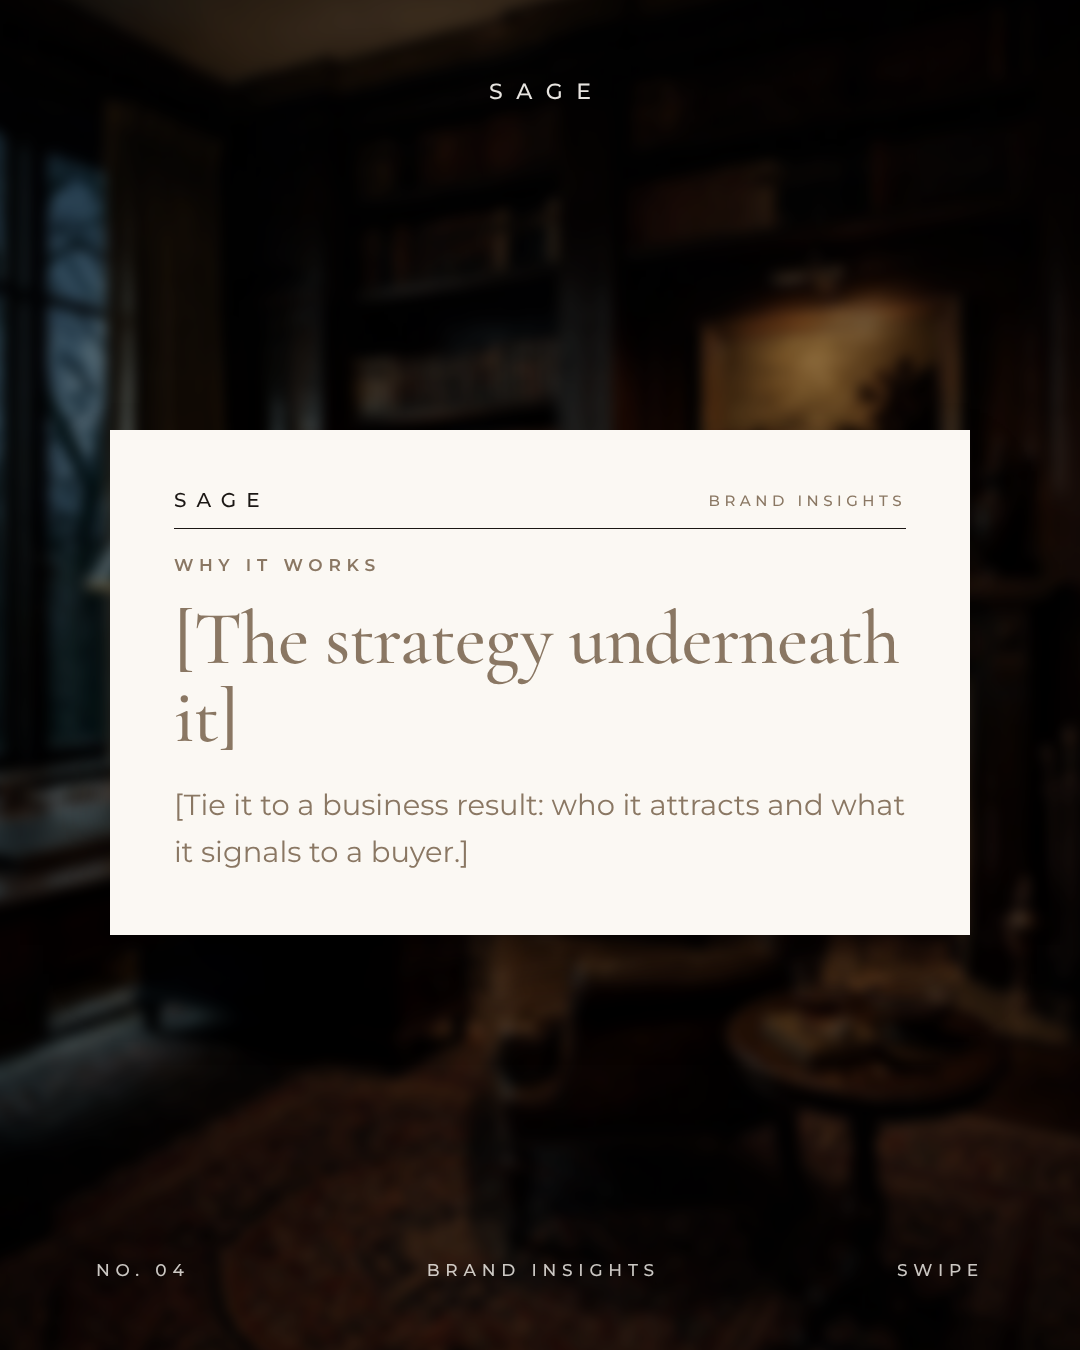 SAGE
SAGE
BRAND INSIGHTS
WHY IT WORKS
[The strategy underneath
it]
[Tie it to a business result: who it attracts and what
it signals to a buyer.]
NO. 04
BRAND INSIGHTS
SWIPE